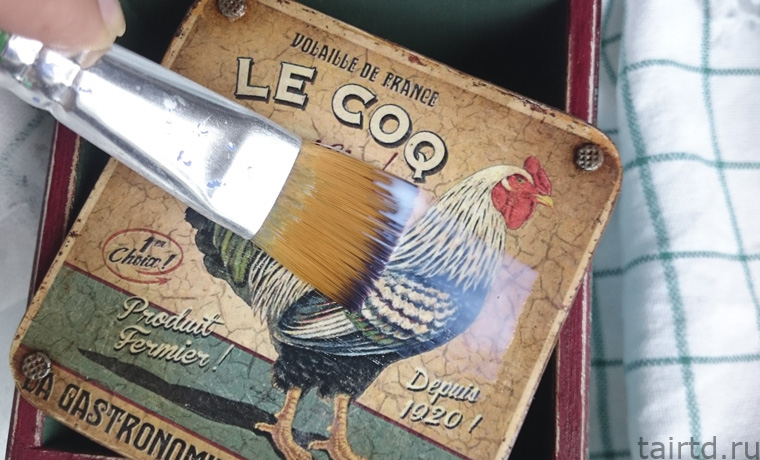 VOLAILLE DE FRANCE
LE COQ
1er
Choix!
Produit
Fermier!
Depuis
1920!
LA GASTRONOMI
tairtd.ru